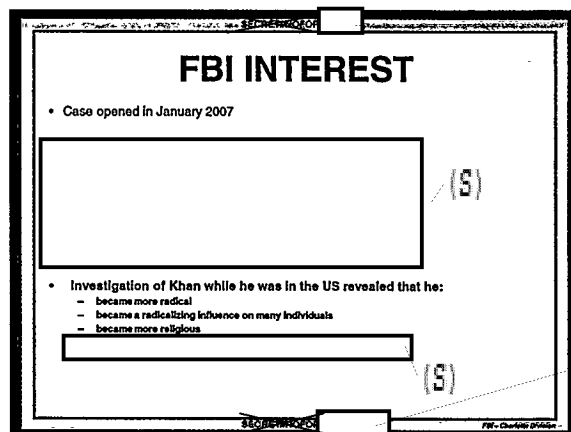 SECRET//NOFOR
FBI INTEREST
• Case opened in January 2007
(S)
• Investigation of Khan while he was in the US revealed that he:
– became more radical
– became a radicalizing influence on many individuals
– became more religious
(S)
SECRET//NOFOR
FBI – Charlotte Division